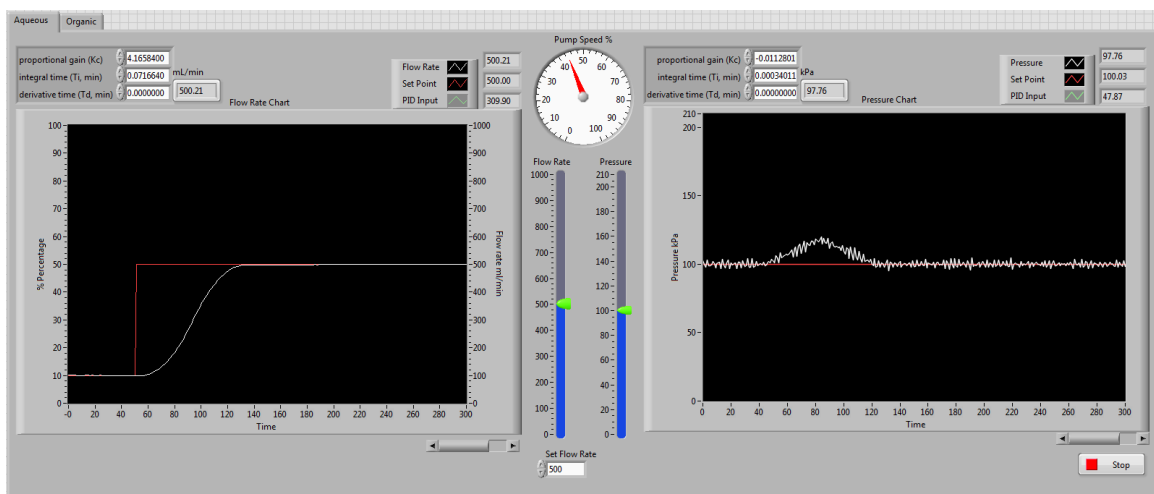 Aqueous Organic
proportional gain (Kc) 4.1658400
integral time (Ti, min) 0.0716640 mL/min
derivative time (Td, min) 0.0000000 500.21
Flow Rate Chart
Flow Rate 500.21
Set Point 500.00
PID Input 309.90
100
90
80
70
60
50
40
30
20
10
0
% Percentage
1000
900
800
700
600
500
400
300
200
100
0
Flow rate ml/min
-0 20 40 60 80 100 120 140 160 180 200 220 240 260 280 300
Time
Pump Speed %
0 10 20 30 40 50 60 70 80 90 100
Flow Rate
1000
900
800
700
600
500
400
300
200
100
0
Pressure
210
200
180
160
140
120
100
80
60
40
20
0
Set Flow Rate
500
proportional gain (Kc) -0.0112801
integral time (Ti, min) 0.00034011 kPa
derivative time (Td, min) 0.00000000 97.76
Pressure Chart
Pressure 97.76
Set Point 100.03
PID Input 47.87
210
200
150
100
50
0
Pressure kPa
0 20 40 60 80 100 120 140 160 180 200 220 240 260 280 300
Time
Stop